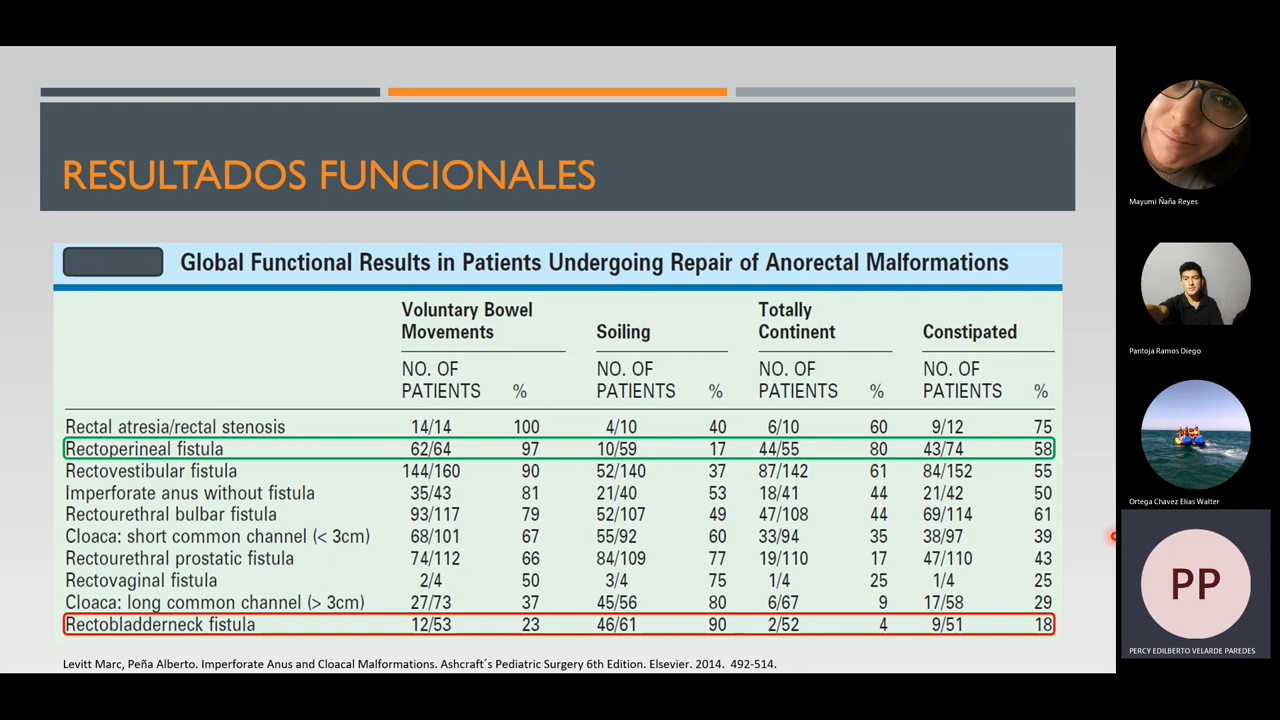 RESULTADOS FUNCIONALES
Global Functional Results in Patients Undergoing Repair of Anorectal Malformations
Voluntary Bowel Movements Soiling Totally Continent Constipated
NO. OF PATIENTS % NO. OF PATIENTS % NO. OF PATIENTS % NO. OF PATIENTS %
Rectal atresia/rectal stenosis 14/14 100 4/10 40 6/10 60 9/12 75
Rectoperineal fistula 62/64 97 10/59 17 44/55 80 43/74 58
Rectovestibular fistula 144/160 90 52/140 37 87/142 61 84/152 55
Imperforate anus without fistula 35/43 81 21/40 53 18/41 44 21/42 50
Rectourethral bulbar fistula 93/117 79 52/107 49 47/108 44 69/114 61
Cloaca: short common channel (< 3cm) 68/101 67 55/92 60 33/94 35 38/97 39
Rectourethral prostatic fistula 74/112 66 84/109 77 19/110 17 47/110 43
Rectovaginal fistula 2/4 50 3/4 75 1/4 25 1/4 25
Cloaca: long common channel (> 3cm) 27/73 37 45/56 80 6/67 9 17/58 29
Rectobladderneck fistula 12/53 23 46/61 90 2/52 4 9/51 18
Levitt Marc, Peña Alberto. Imperforate Anus and Cloacal Malformations. Ashcraft´s Pediatric Surgery 6th Edition. Elsevier. 2014. 492-514.
Mayumi Ñaña Reyes
Pantoja Ramos Diego
Ortega Chavez Elias Walter
PP
PERCY EDILBERTO VELARDE PAREDES